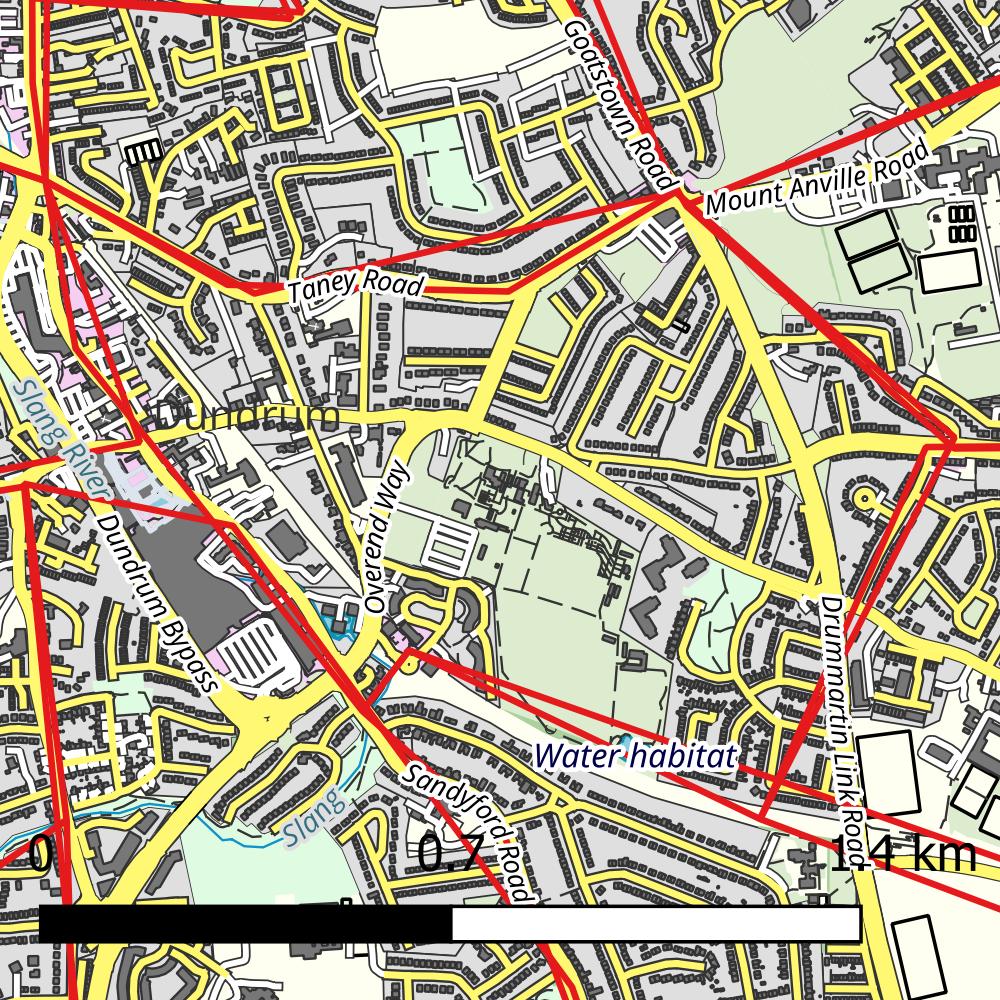 Goatstown Road
Mount Anville Road
Taney Road
Dundrum
Slang River
Overend Way
Dundrum Bypass
Drummartin Link Road
Water habitat
Sandyford Road
Slang
0 0.7 1.4 km